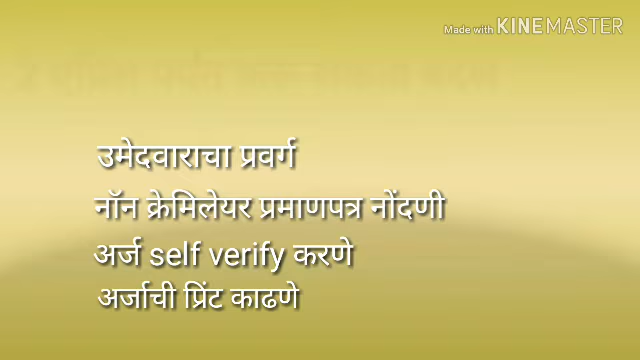 Made with KINEMASTER
उमेदवाराचा प्रवर्ग
नॉन क्रेमिलेयर प्रमाणपत्र नोंदणी
अर्ज self verify करणे
अर्जाची प्रिंट काढणे